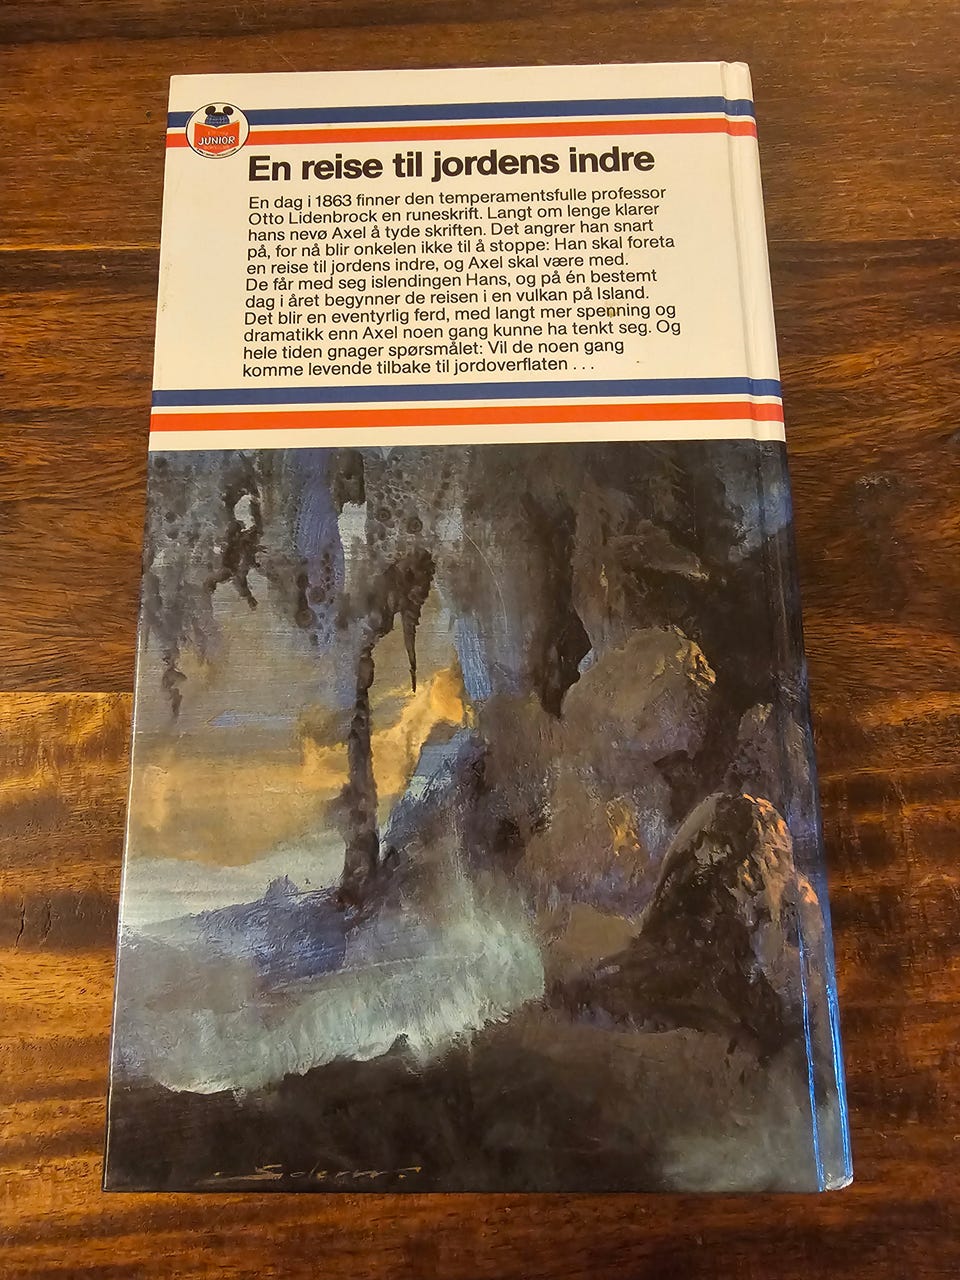 JUNIOR
En reise til jordens indre
En dag i 1863 finner den temperamentsfulle professor
Otto Lidenbrock en runeskrift. Langt om lenge klarer
hans nevø Axel å tyde skriften. Det angrer han snart
på, for nå blir onkelen ikke til å stoppe: Han skal foreta
en reise til jordens indre, og Axel skal være med.
De får med seg islendingen Hans, og på én bestemt
dag i året begynner de reisen i en vulkan på Island.
Det blir en eventyrlig ferd, med langt mer spenning og
dramatikk enn Axel noen gang kunne ha tenkt seg. Og
hele tiden gnager spørsmålet: Vil de noen gang
komme levende tilbake til jordoverflaten . . .